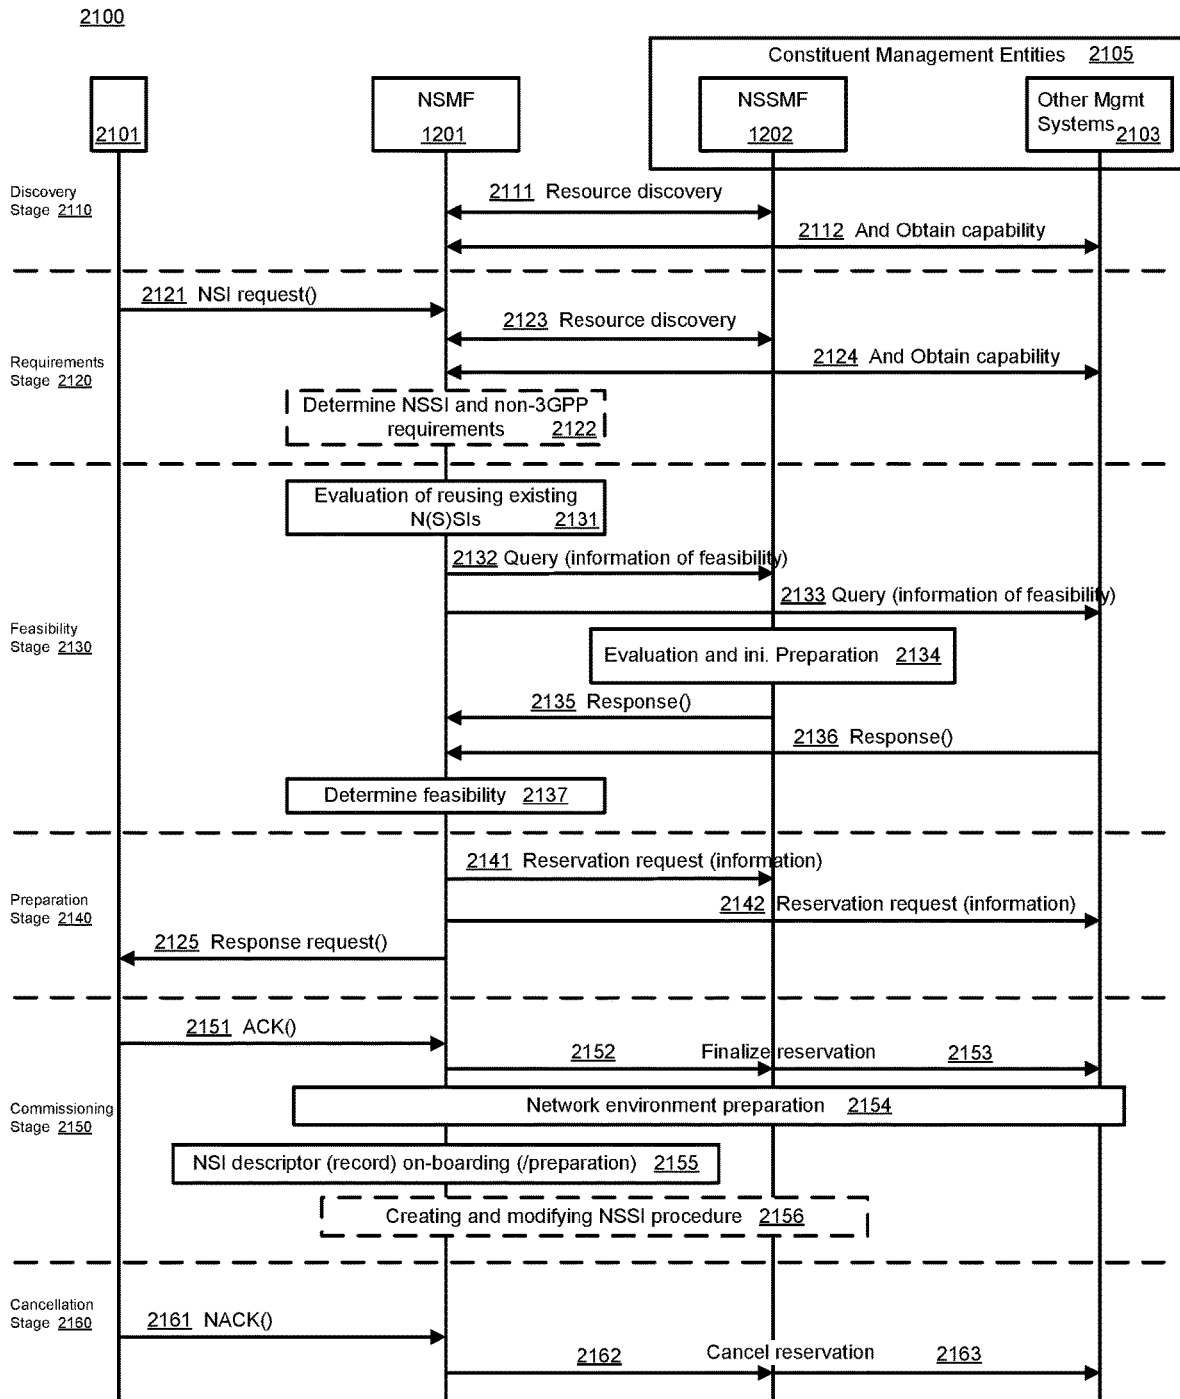 2100
Constituent Management Entities 2105
2101
NSMF
1201
NSSMF
1202
Other Mgmt
Systems 2103
Discovery
Stage 2110
2111 Resource discovery
2112 And Obtain capability
2121 NSI request()
2123 Resource discovery
Requirements
Stage 2120
2124 And Obtain capability
Determine NSSI and non-3GPP
requirements 2122
Evaluation of reusing existing
N(S)SIs 2131
2132 Query (information of feasibility)
2133 Query (information of feasibility)
Feasibility
Stage 2130
Evaluation and ini. Preparation 2134
2135 Response()
2136 Response()
Determine feasibility 2137
2141 Reservation request (information)
Preparation
Stage 2140
2142 Reservation request (information)
2125 Response request()
2151 ACK()
2152 Finalize reservation 2153
Commissioning
Stage 2150
Network environment preparation 2154
NSI descriptor (record) on-boarding (/preparation) 2155
Creating and modifying NSSI procedure 2156
Cancellation
Stage 2160
2161 NACK()
2162 Cancel reservation 2163